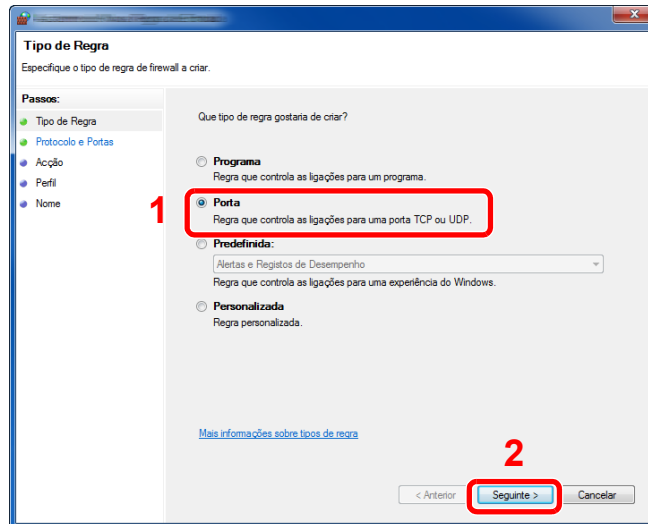 Tipo de Regra
Especifique o tipo de regra de firewall a criar.
Passos:
Tipo de Regra
Protocolo e Portas
Acção
Perfil
Nome
Que tipo de regra gostaria de criar?
Programa
Regra que controla as ligações para um programa.
1
Porta
Regra que controla as ligações para uma porta TCP ou UDP.
Predefinida:
Alertas e Registos de Desempenho
Regra que controla as ligações para uma experiência do Windows.
Personalizada
Regra personalizada.
Mais informações sobre tipos de regra
2
< Anterior
Seguinte >
Cancelar